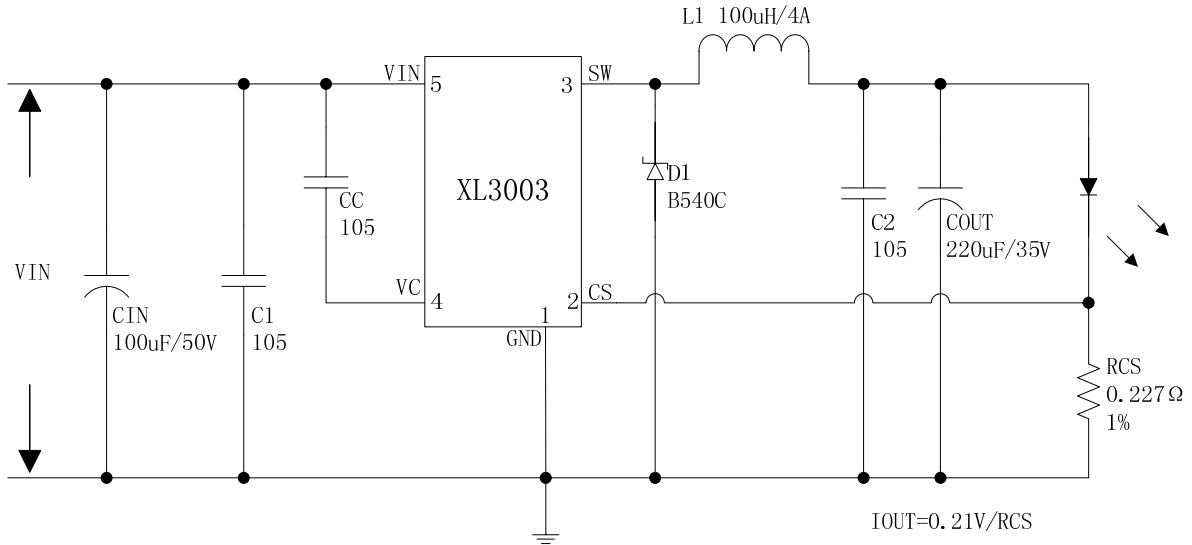 L1 100uH/4A
VIN
5
3
SW
XL3003
CC
105
D1
B540C
C2
105
COUT
220uF/35V
VIN
VC
4
2
CS
1
GND
CIN
100uF/50V
C1
105
RCS
0.227Ω
1%
IOUT=0.21V/RCS